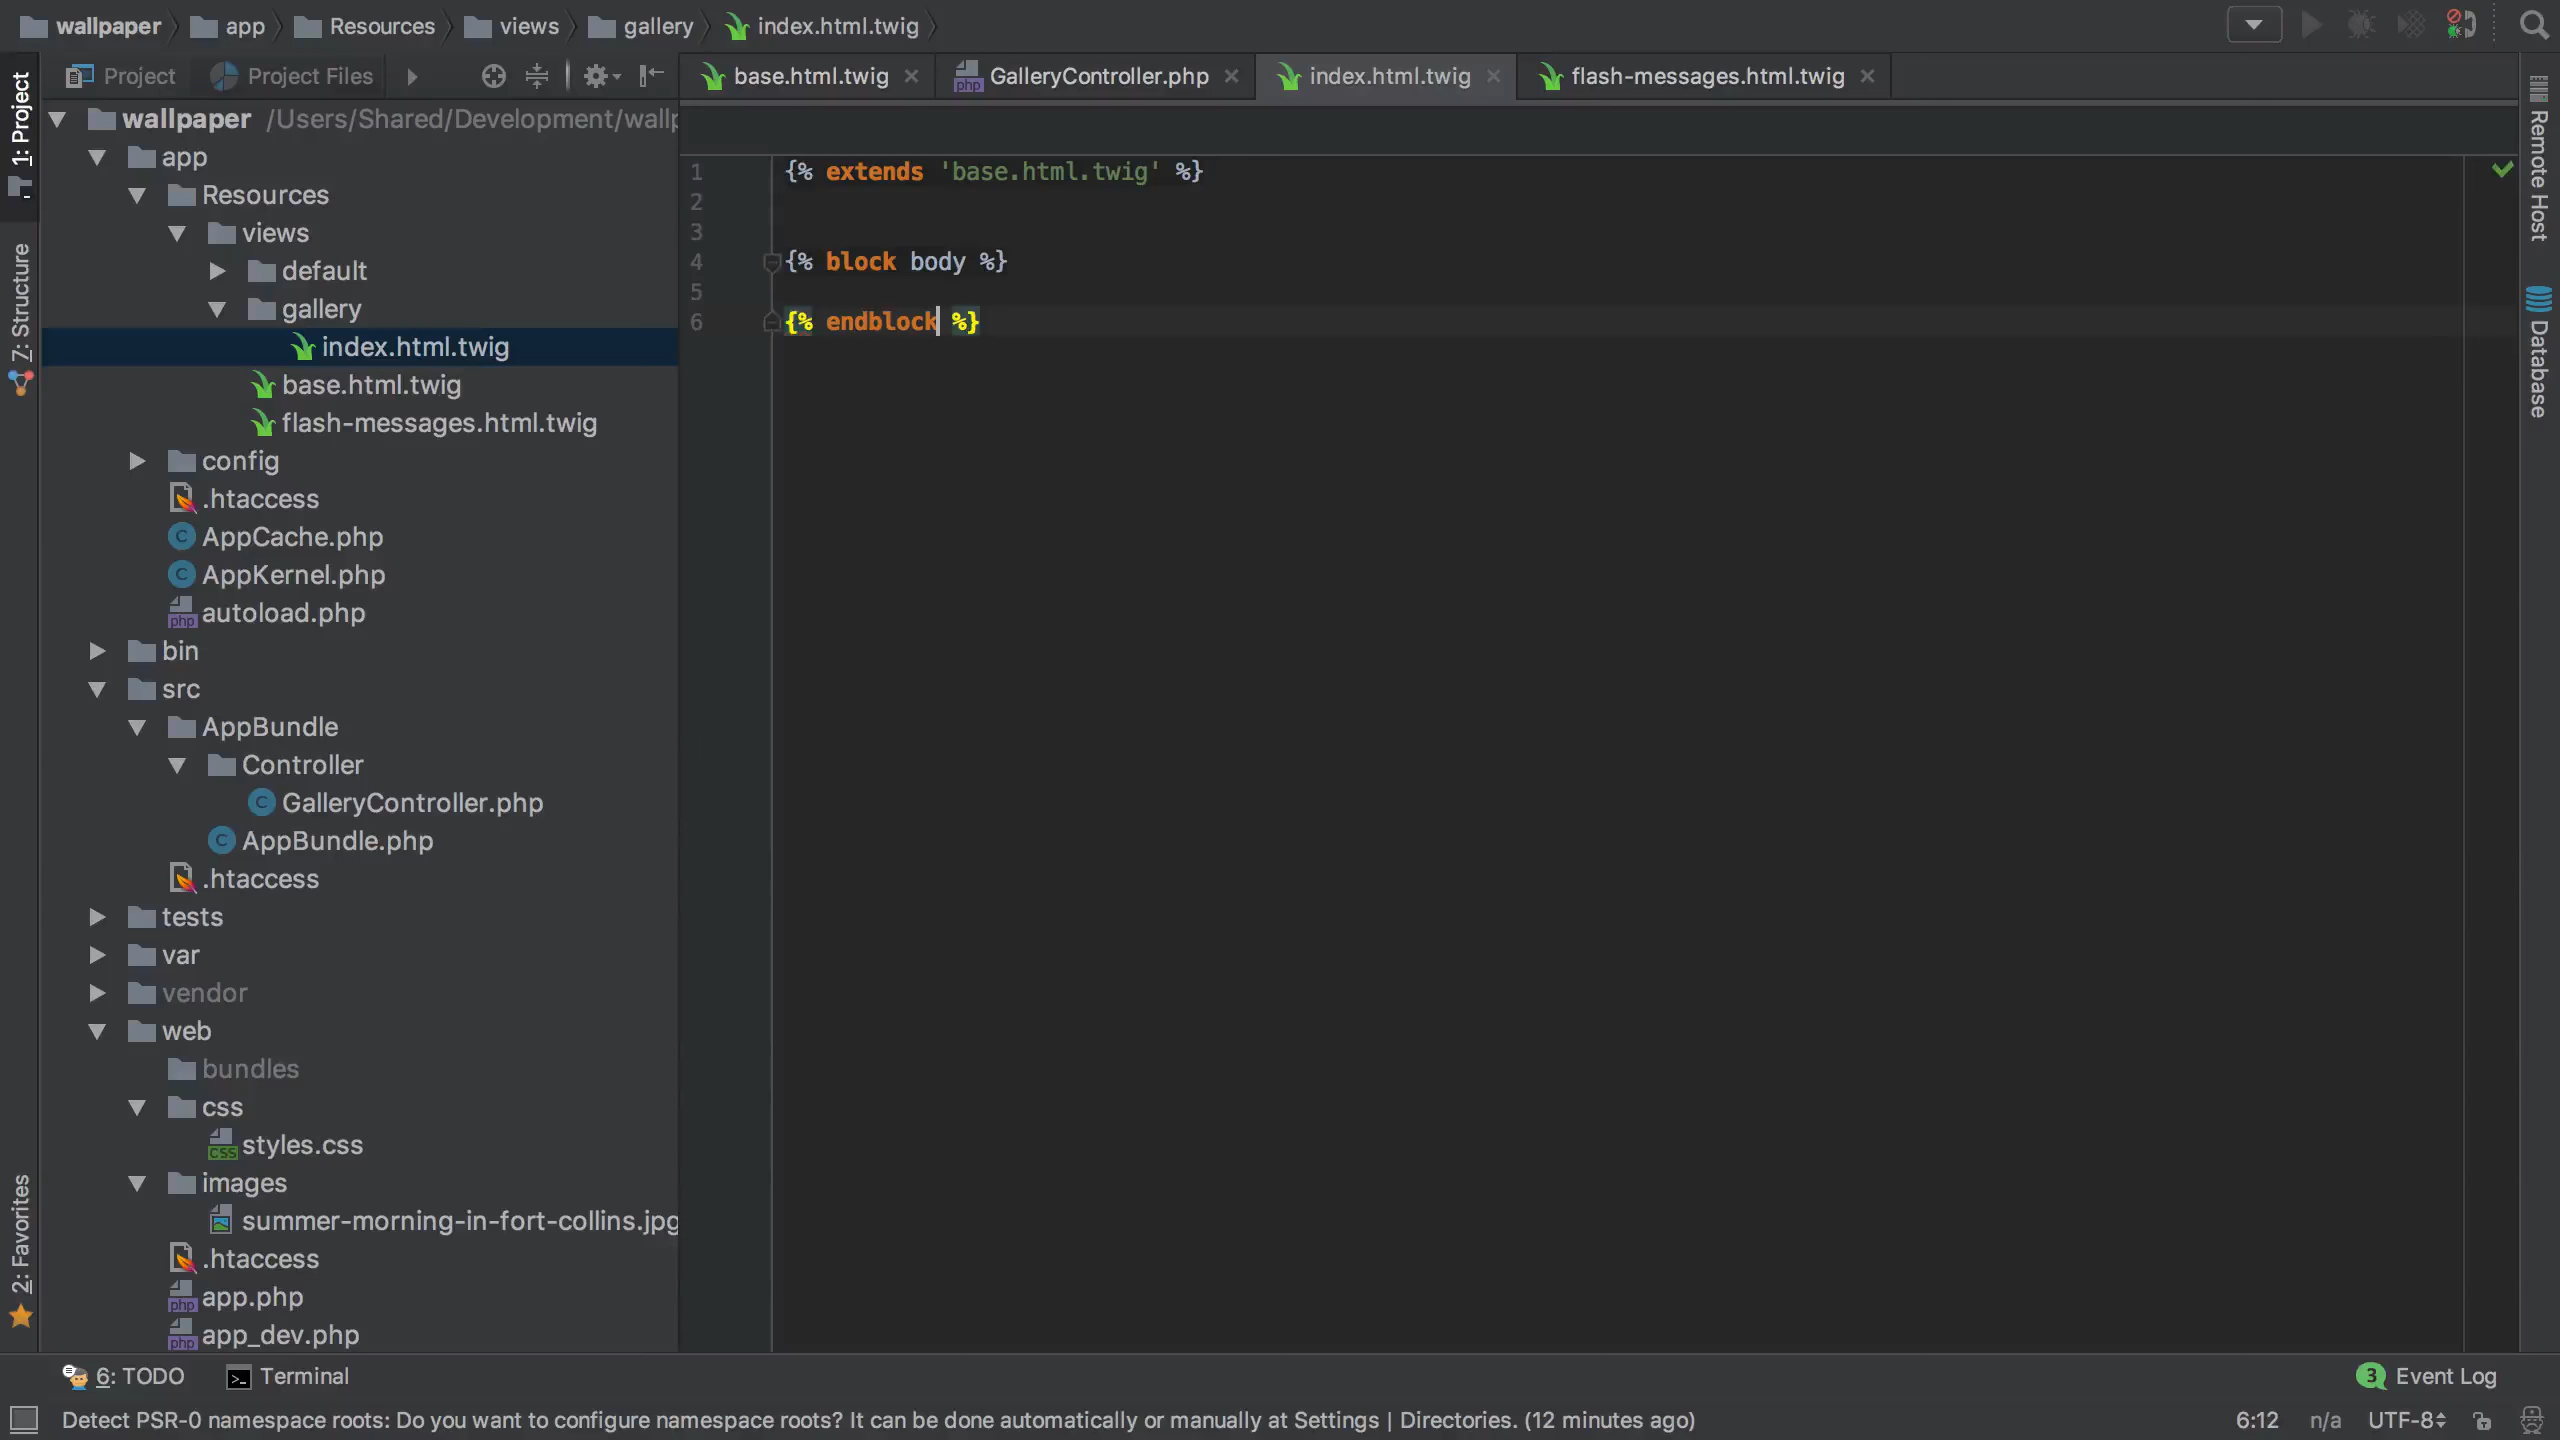 wallpaper app Resources views gallery index.html.twig
Project Project Files
base.html.twig GalleryController.php index.html.twig flash-messages.html.twig
1: Project
Z: Structure
2: Favorites
wallpaper /Users/Shared/Development/wallp
app
Resources
views
default
gallery
index.html.twig
base.html.twig
flash-messages.html.twig
config
.htaccess
AppCache.php
AppKernel.php
php autoload.php
bin
src
AppBundle
Controller
GalleryController.php
AppBundle.php
.htaccess
tests
var
vendor
web
bundles
css
css styles.css
images
summer-morning-in-fort-collins.jpg
.htaccess
php app.php
php app_dev.php
1 {% extends 'base.html.twig' %}
2
3
4 {% block body %}
5
6 {% endblock %}
Remote Host
Database
6: TODO Terminal
3 Event Log
Detect PSR-0 namespace roots: Do you want to configure namespace roots? It can be done automatically or manually at Settings | Directories. (12 minutes ago)
6:12 n/a UTF-8